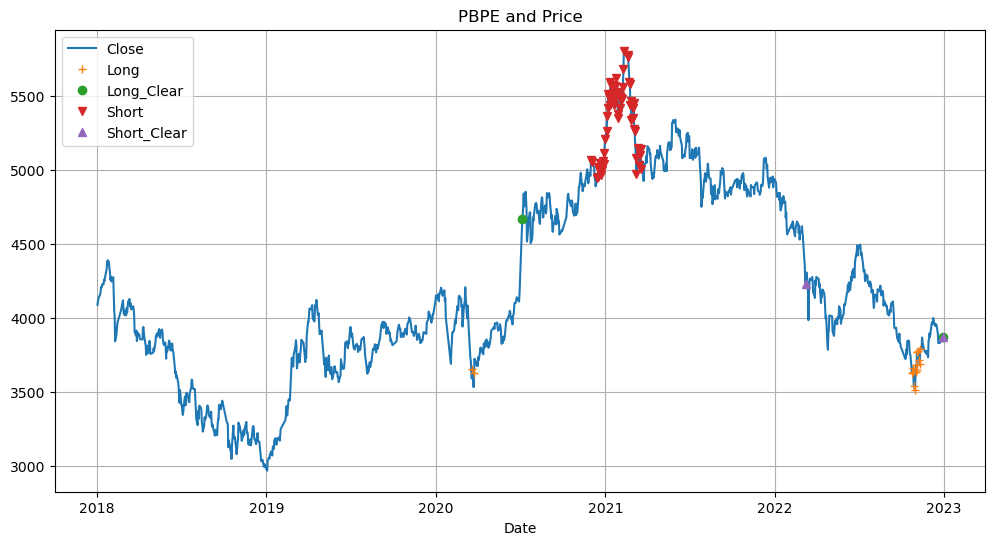 PBPE and Price
Close
Long
Long_Clear
Short
Short_Clear
5500
5000
4500
4000
3500
3000
2018 2019 2020 2021 2022 2023
Date